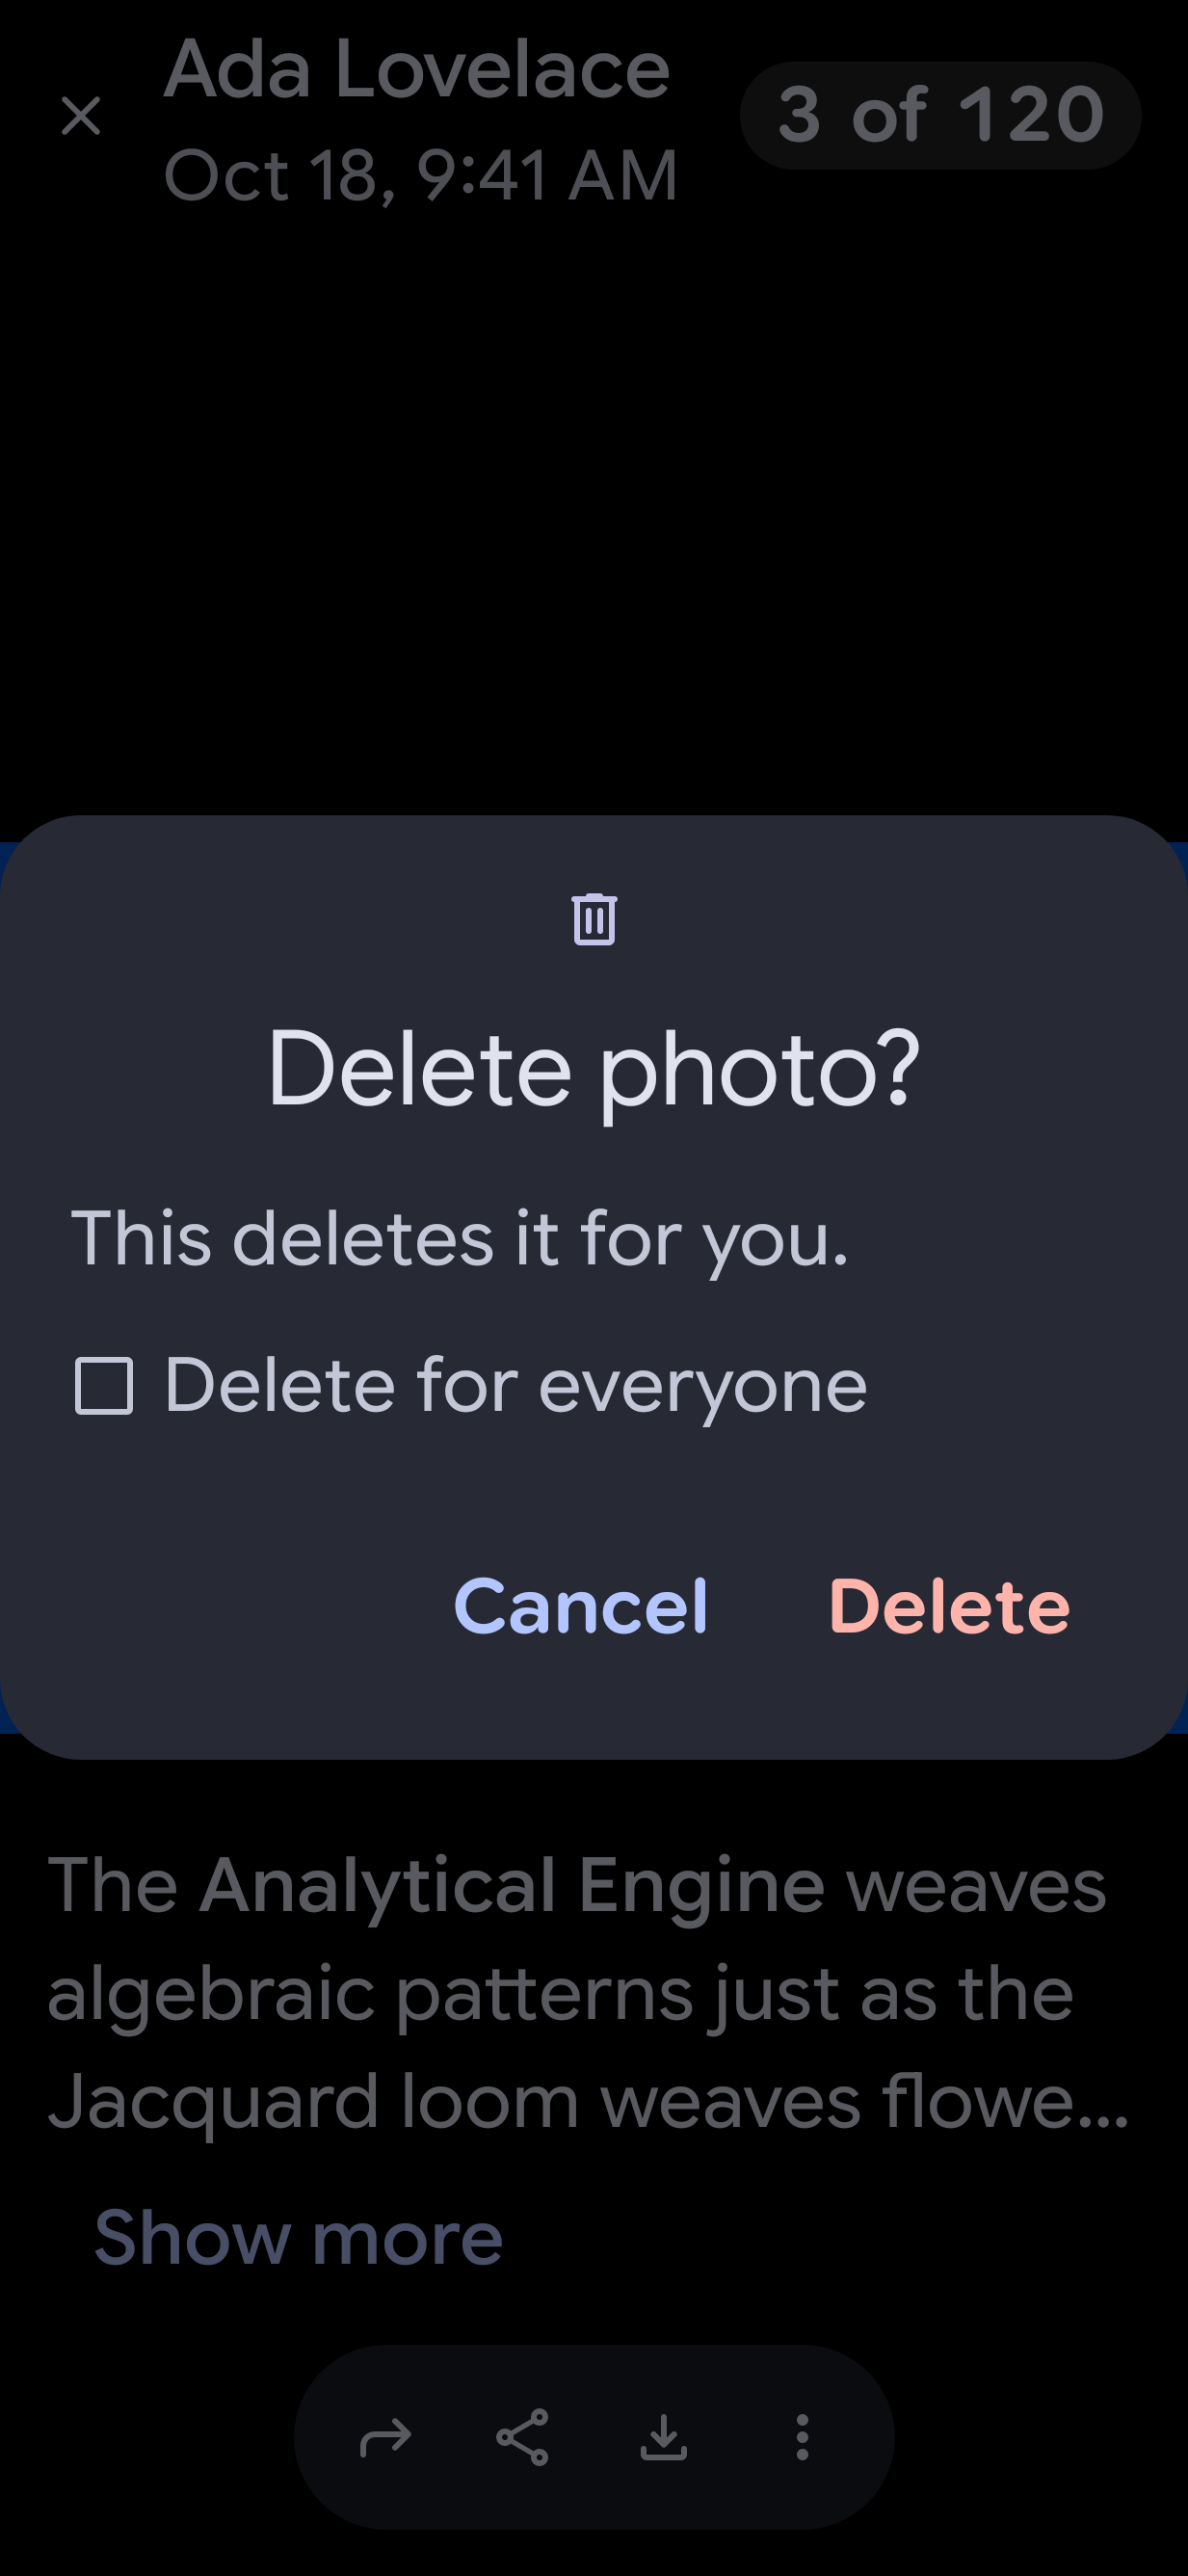 Ada Lovelace
3 of 120
Oct 18, 9:41 AM
Delete photo?
This deletes it for you.
Delete for everyone
Cancel Delete
The Analytical Engine weaves
algebraic patterns just as the
Jacquard loom weaves flowe...
Show more